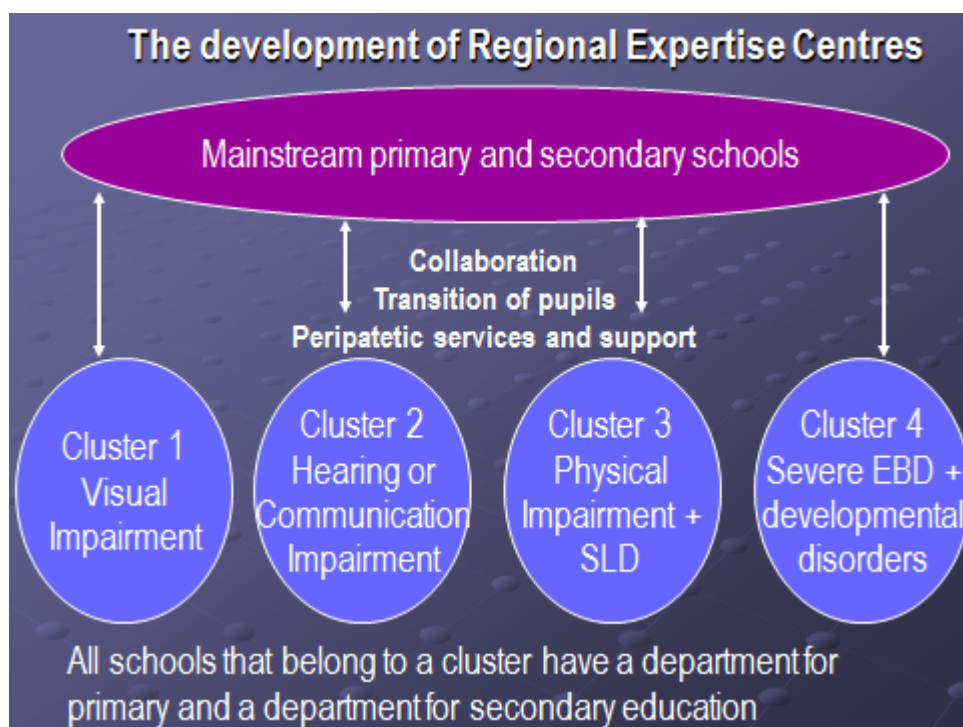 The development of Regional Expertise Centres
Mainstream primary and secondary schools
Collaboration
Transition of pupils
Peripatetic services and support
Cluster 1
Visual
Impairment
Cluster 2
Hearing or
Communication
Impairment
Cluster 3
Physical
Impairment +
SLD
Cluster 4
Severe EBD +
developmental
disorders
All schools that belong to a cluster have a department for
primary and a department for secondary education